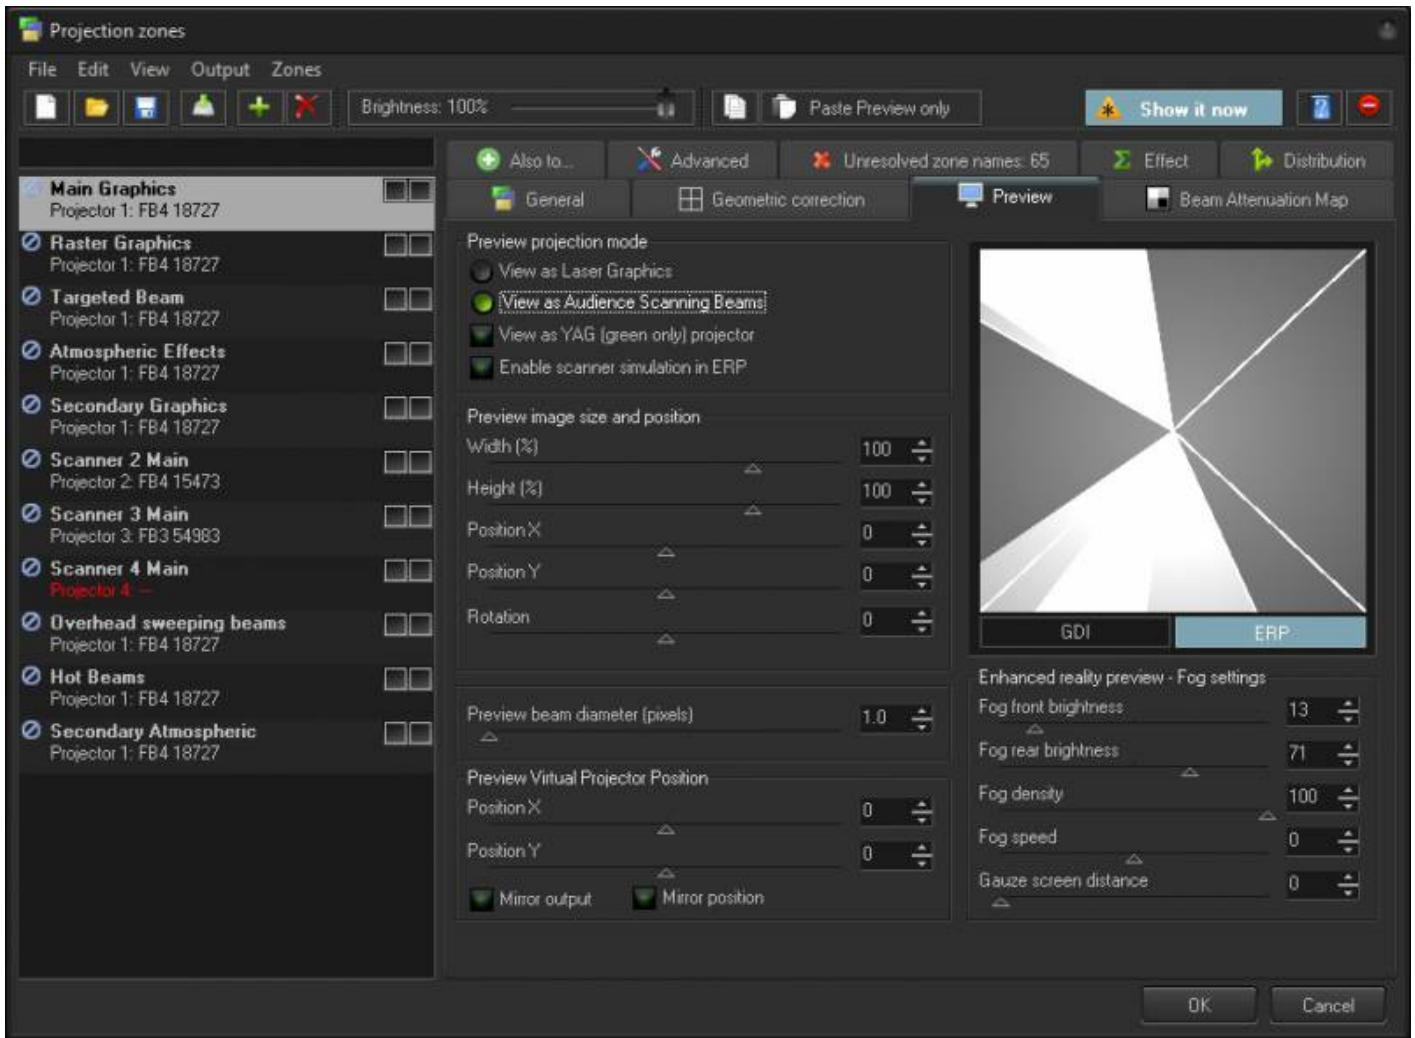 Projection zones
File Edit View Output Zones
Brightness: 100% Paste Preview only Show it now
Also to... Advanced Unresolved zone names: 65 Effect Distribution
General Geometric correction Preview Beam Attenuation Map
Main Graphics
Projector 1: FB4 18727
Raster Graphics
Projector 1: FB4 18727
Targeted Beam
Projector 1: FB4 18727
Atmospheric Effects
Projector 1: FB4 18727
Secondary Graphics
Projector 1: FB4 18727
Scanner 2 Main
Projector 2: FB4 15473
Scanner 3 Main
Projector 3: FB3 54983
Scanner 4 Main
Projector 4: --
Overhead sweeping beams
Projector 1: FB4 18727
Hot Beams
Projector 1: FB4 18727
Secondary Atmospheric
Projector 1: FB4 18727
Preview projection mode
View as Laser Graphics
View as Audience Scanning Beams
View as YAG (green only) projector
Enable scanner simulation in ERP
Preview image size and position
Width (%) 100
Height (%) 100
Position X 0
Position Y 0
Rotation 0
Preview beam diameter (pixels) 1.0
Preview Virtual Projector Position
Position X 0
Position Y 0
Mirror output Mirror position
GDI ERP
Enhanced reality preview - Fog settings
Fog front brightness 13
Fog rear brightness 71
Fog density 100
Fog speed 0
Gauze screen distance 0
OK Cancel